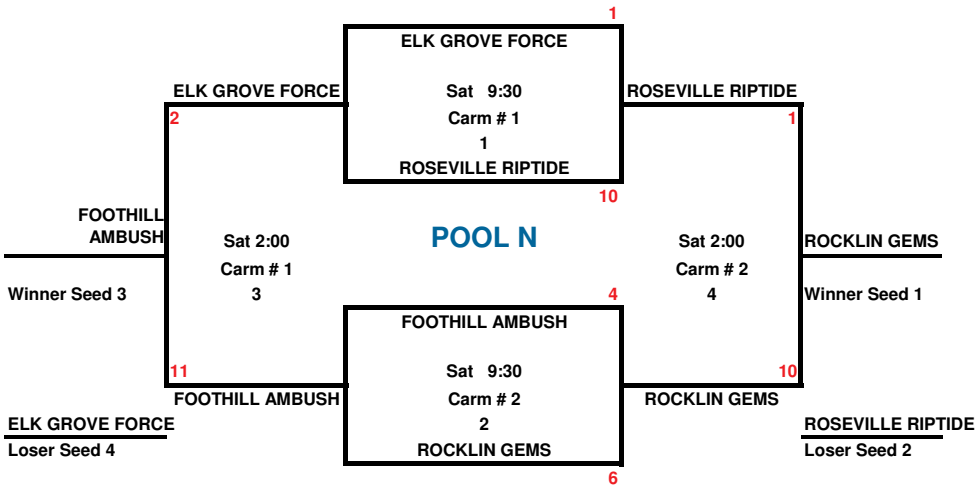 1
ELK GROVE FORCE
ELK GROVE FORCE
Sat 9:30
ROSEVILLE RIPTIDE
2
Carm # 1
1
1
ROSEVILLE RIPTIDE
10
FOOTHILL
AMBUSH
Sat 2:00
POOL N
Sat 2:00
ROCKLIN GEMS
Carm # 1
Carm # 2
Winner Seed 3
3
4
4
Winner Seed 1
FOOTHILL AMBUSH
11
Sat 9:30
10
FOOTHILL AMBUSH
Carm # 2
ROCKLIN GEMS
ELK GROVE FORCE
2
ROSEVILLE RIPTIDE
Loser Seed 4
ROCKLIN GEMS
Loser Seed 2
6